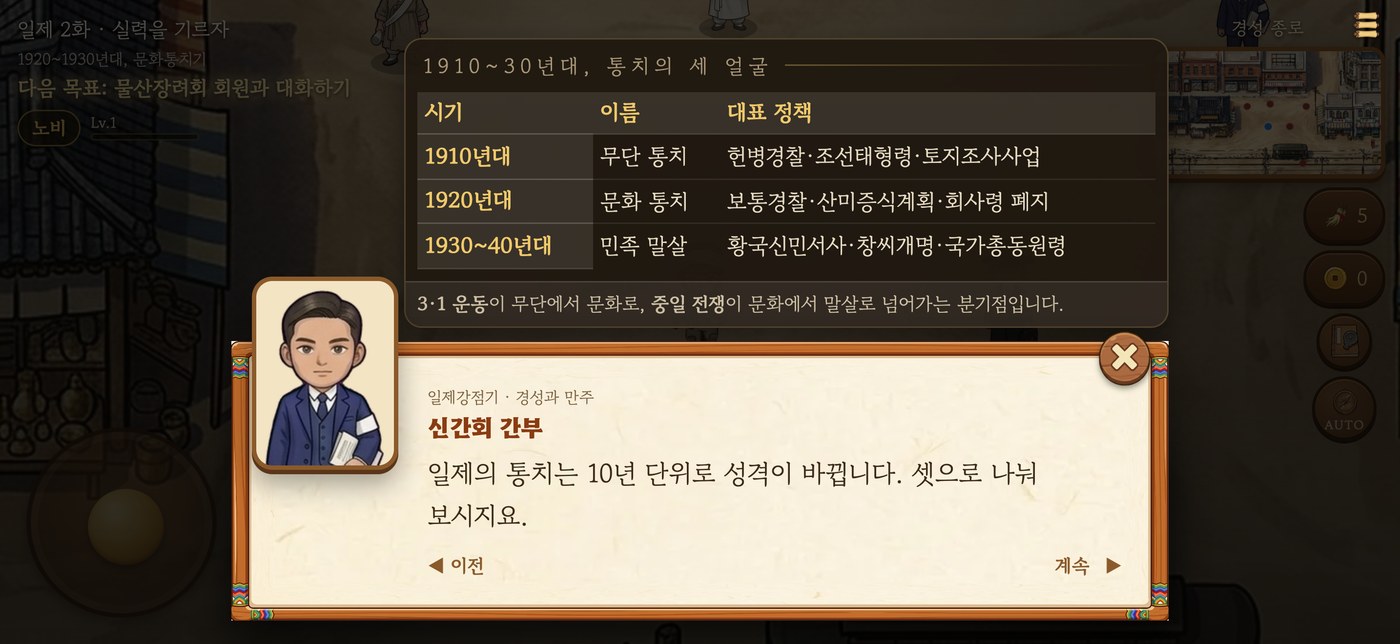 일제 2화 · 실력을 기르자
1920~1930년대, 문화통치기
다음 목표: 물산장려회 회원과 대화하기
노비 Lv.1
경성 종로
5
0
AUTO
1910~30년대, 통치의 세 얼굴
시기 이름 대표 정책
1910년대 무단 통치 헌병경찰·조선태형령·토지조사사업
1920년대 문화 통치 보통경찰·산미증식계획·회사령 폐지
1930~40년대 민족 말살 황국신민서사·창씨개명·국가총동원령
3·1 운동이 무단에서 문화로, 중일 전쟁이 문화에서 말살로 넘어가는 분기점입니다.
일제강점기 · 경성과 만주
신간회 간부
일제의 통치는 10년 단위로 성격이 바뀝니다. 셋으로 나눠
보시지요.
◀ 이전
계속 ▶